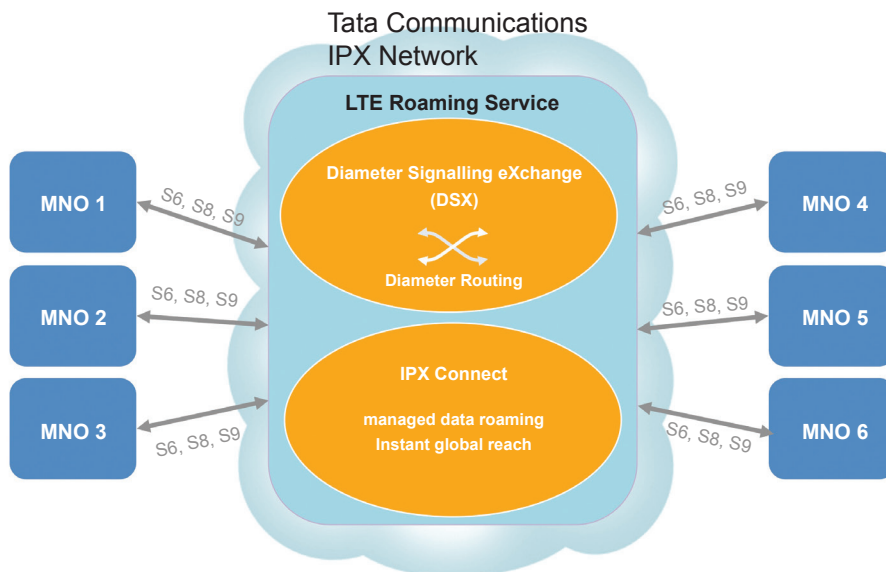 Tata Communications
IPX Network
LTE Roaming Service
Diameter Signalling eXchange
(DSX)
Diameter Routing
IPX Connect
managed data roaming
Instant global reach
MNO 1
S6, S8, S9
MNO 2
S6, S8, S9
MNO 3
S6, S8, S9
S6, S8, S9
MNO 4
S6, S8, S9
MNO 5
S6, S8, S9
MNO 6